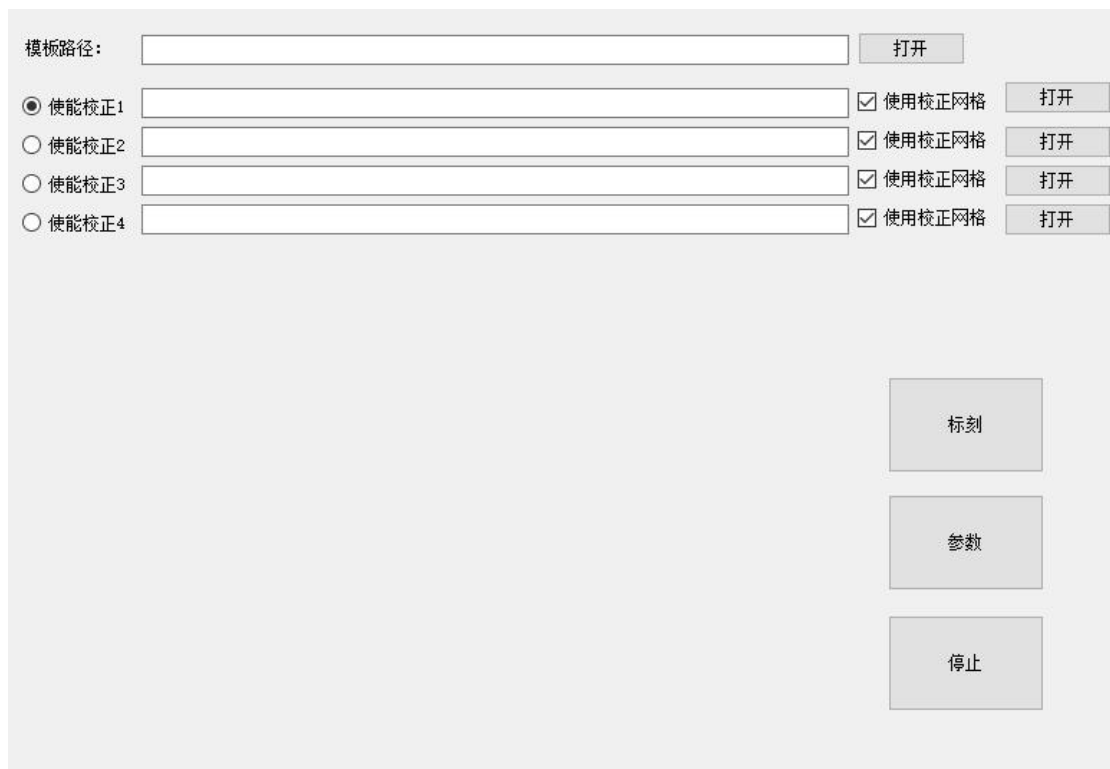 模板路径： 打开
使能校正1 使用校正网格 打开
使能校正2 使用校正网格 打开
使能校正3 使用校正网格 打开
使能校正4 使用校正网格 打开
标刻
参数
停止